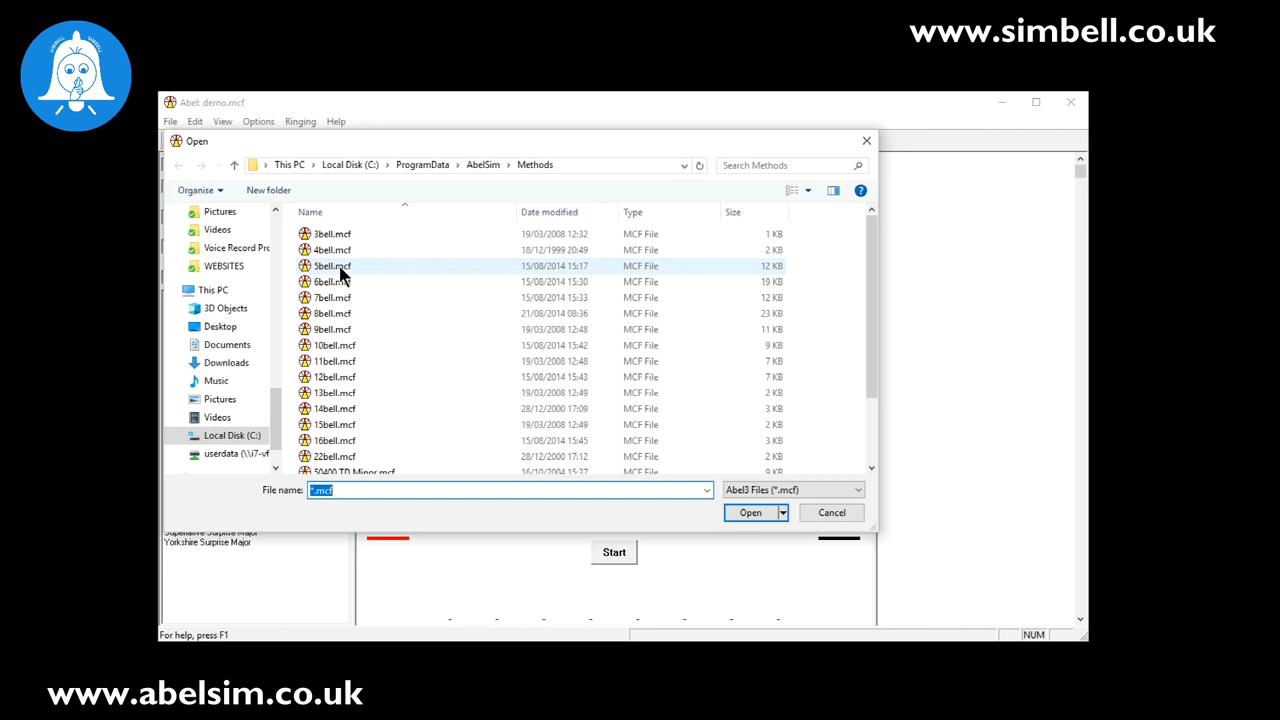 www.simbell.co.uk
SIMBELL SIMBELL
Abel: demo.mcf
File Edit View Options Ringing Help
Open
This PC > Local Disk (C:) > ProgramData > AbelSim > Methods
Search Methods
Organise New folder
Name Date modified Type Size
Pictures
Videos
Voice Record Pro
WEBSITES
This PC
3D Objects
Desktop
Documents
Downloads
Music
Pictures
Videos
Local Disk (C:)
userdata (\\i7-vf
3bell.mcf 19/03/2008 12:32 MCF File 1 KB
4bell.mcf 18/12/1999 20:49 MCF File 2 KB
5bell.mcf 15/08/2014 15:17 MCF File 12 KB
6bell.mcf 15/08/2014 15:30 MCF File 19 KB
7bell.mcf 15/08/2014 15:33 MCF File 12 KB
8bell.mcf 21/08/2014 08:36 MCF File 23 KB
9bell.mcf 19/03/2008 12:48 MCF File 11 KB
10bell.mcf 15/08/2014 15:42 MCF File 9 KB
11bell.mcf 19/03/2008 12:48 MCF File 7 KB
12bell.mcf 15/08/2014 15:43 MCF File 7 KB
13bell.mcf 19/03/2008 12:49 MCF File 2 KB
14bell.mcf 28/12/2000 17:09 MCF File 3 KB
15bell.mcf 19/03/2008 12:49 MCF File 2 KB
16bell.mcf 15/08/2014 15:45 MCF File 3 KB
22bell.mcf 28/12/2000 17:12 MCF File 2 KB
50400 TD Minor.mcf 16/10/2004 15:37 MCF File 9 KB
File name: *.mcf Abel3 Files (*.mcf)
Open Cancel
Superlative Surprise Major
Yorkshire Surprise Major
Start
For help, press F1 NUM
www.abelsim.co.uk